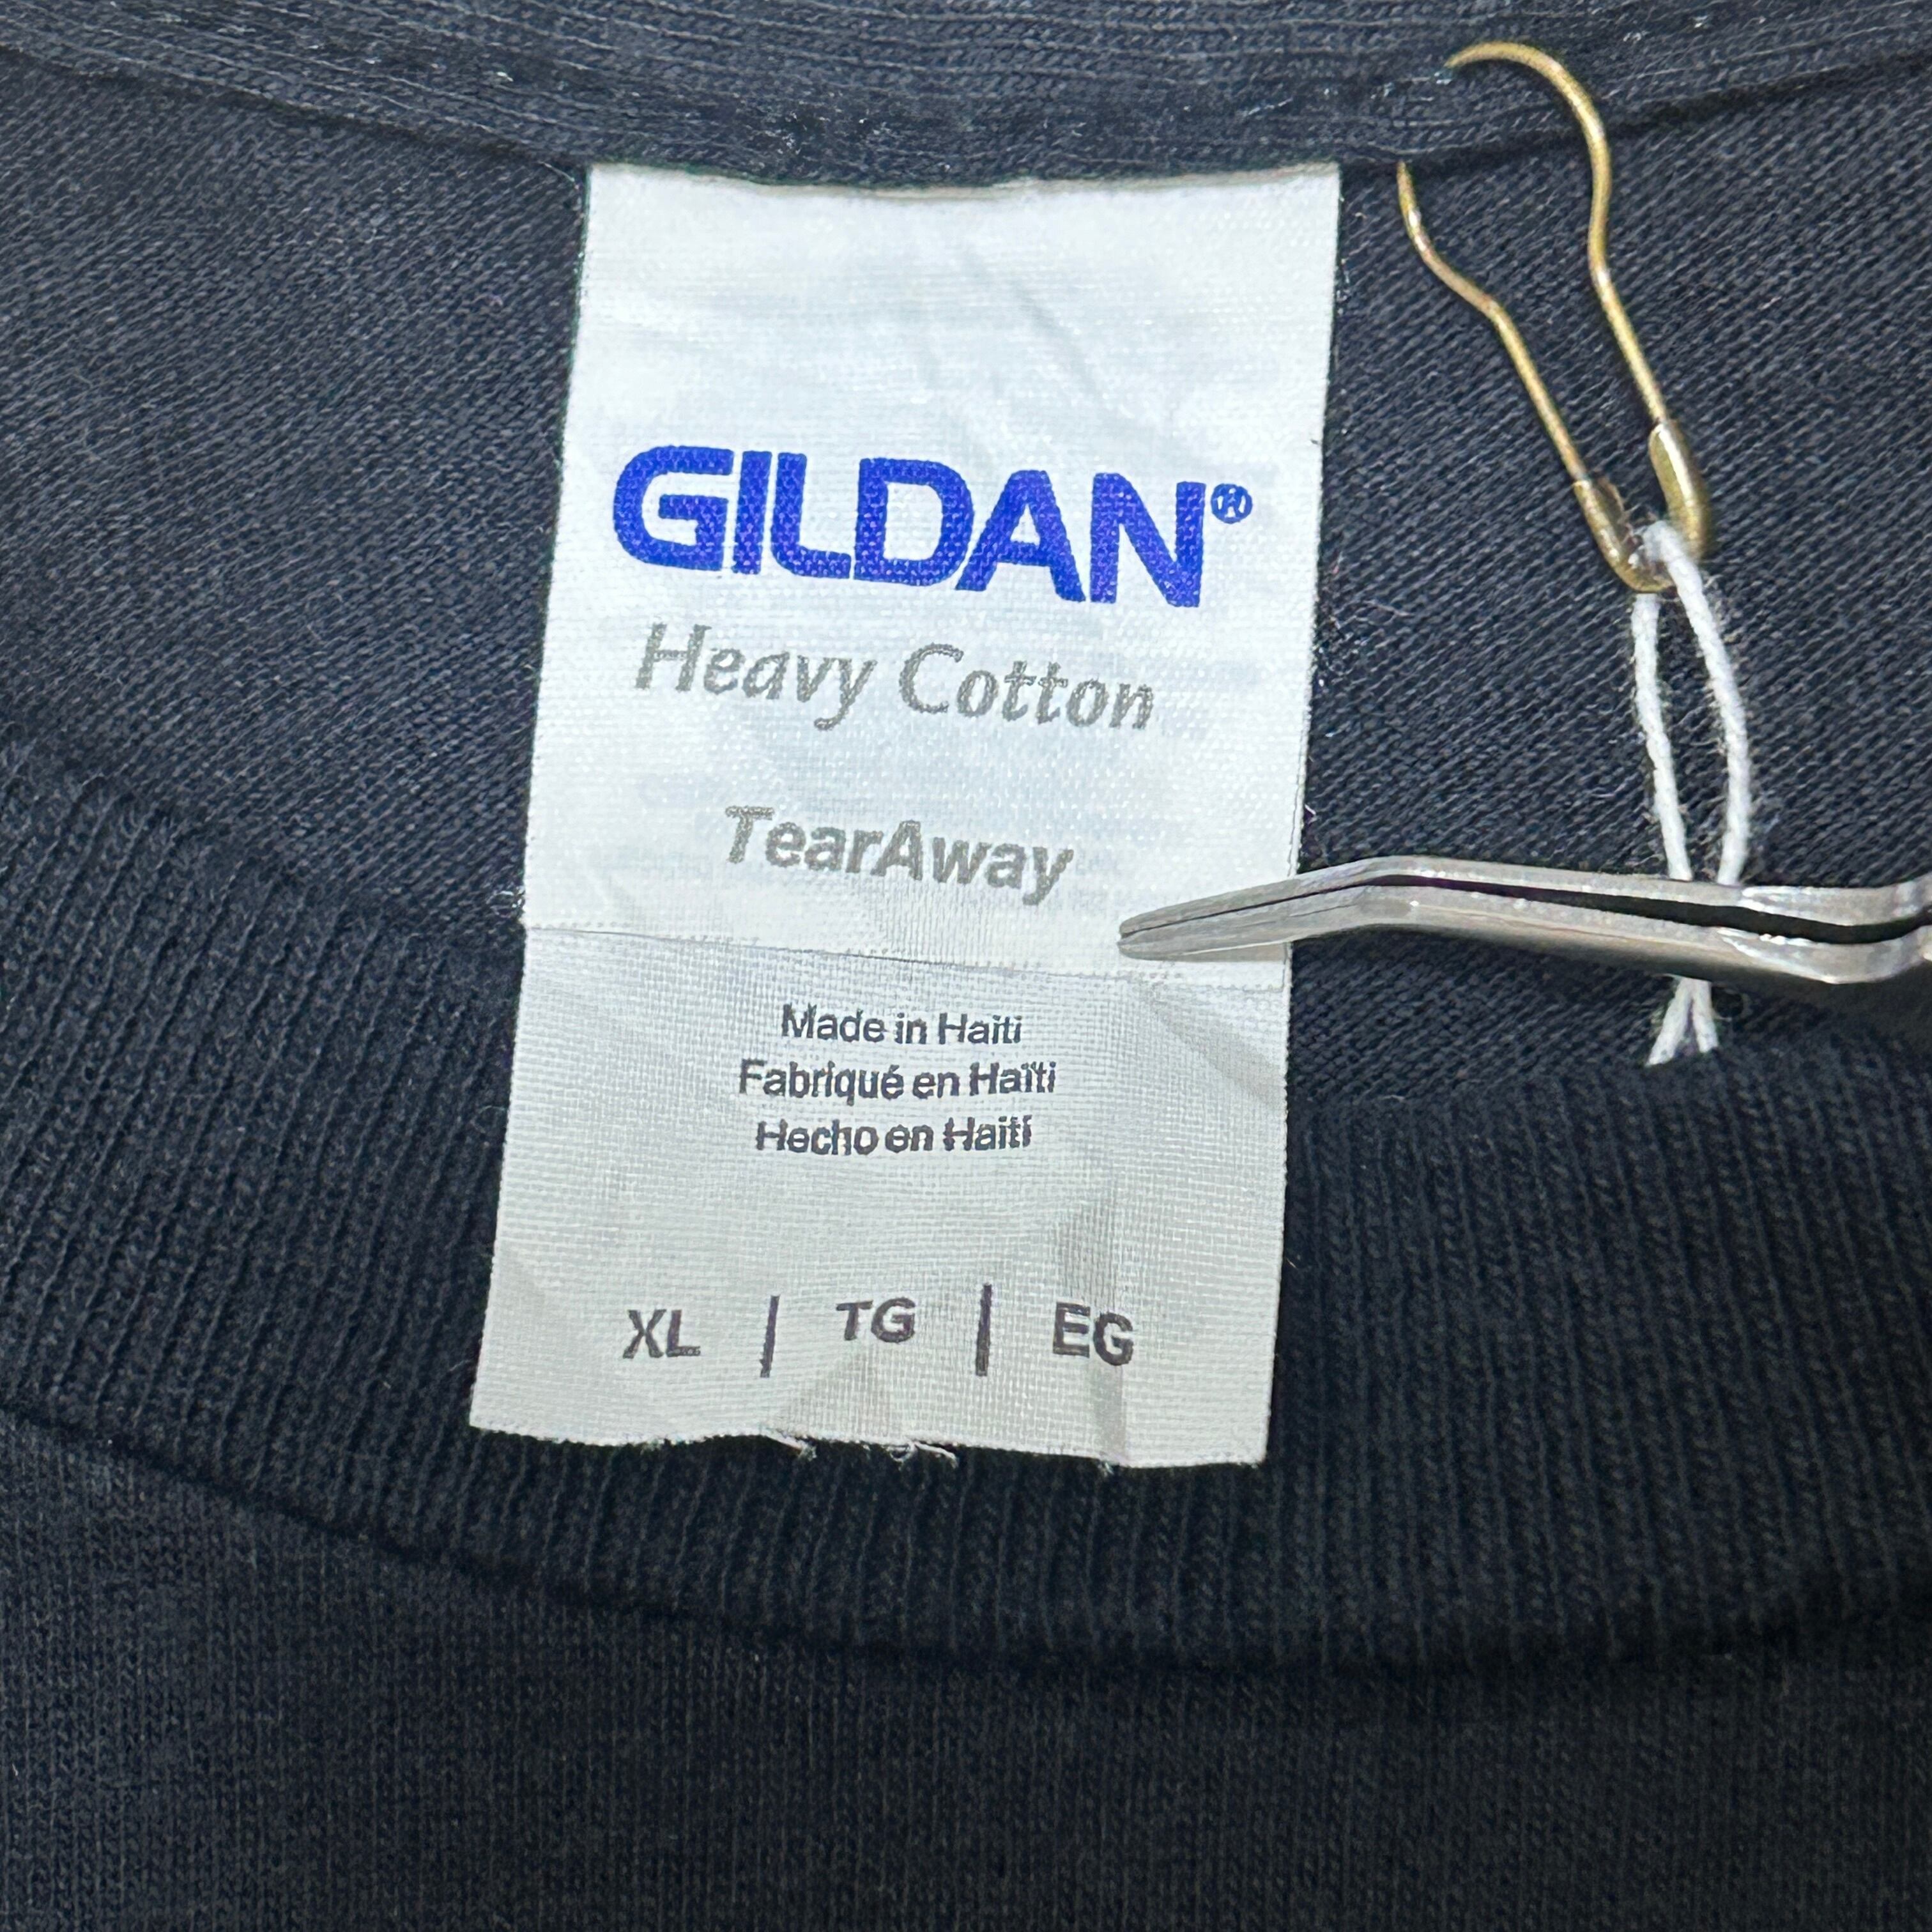 GILDAN®
Heavy Cotton
TearAway
Made in Haiti
Fabriqué en Haïti
Hecho en Haití
XL | TG | EG